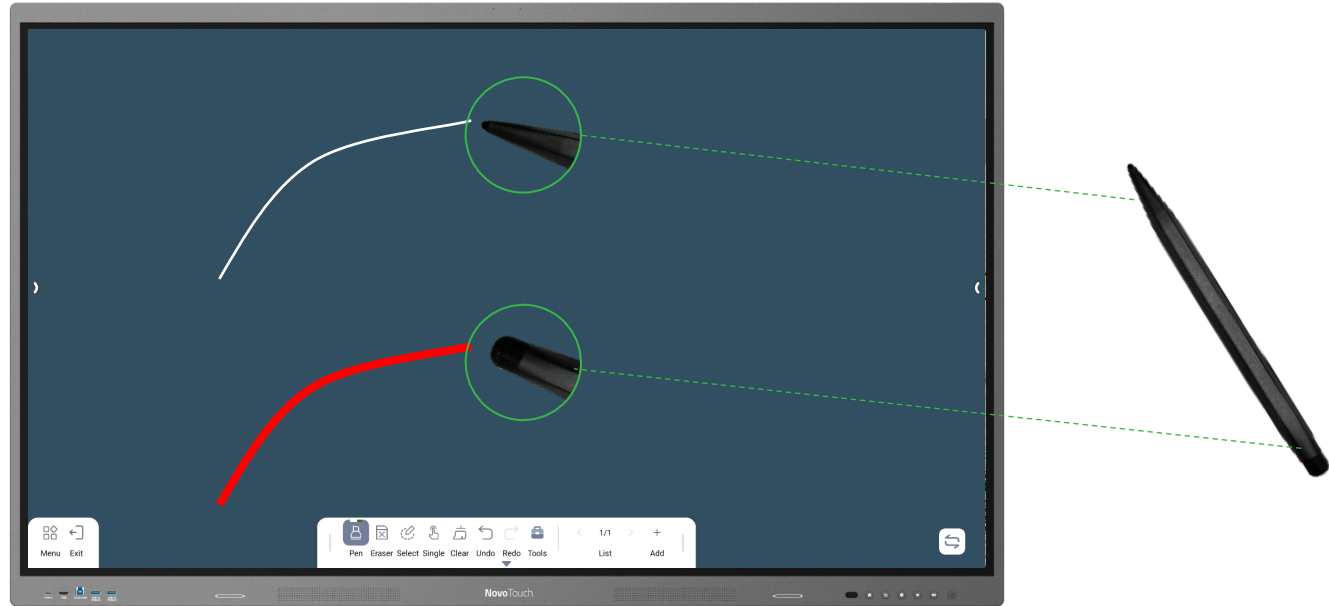 Menu Exit
Pen Eraser Select Single Clear Undo Redo Tools
1/1
List Add
NovoTouch